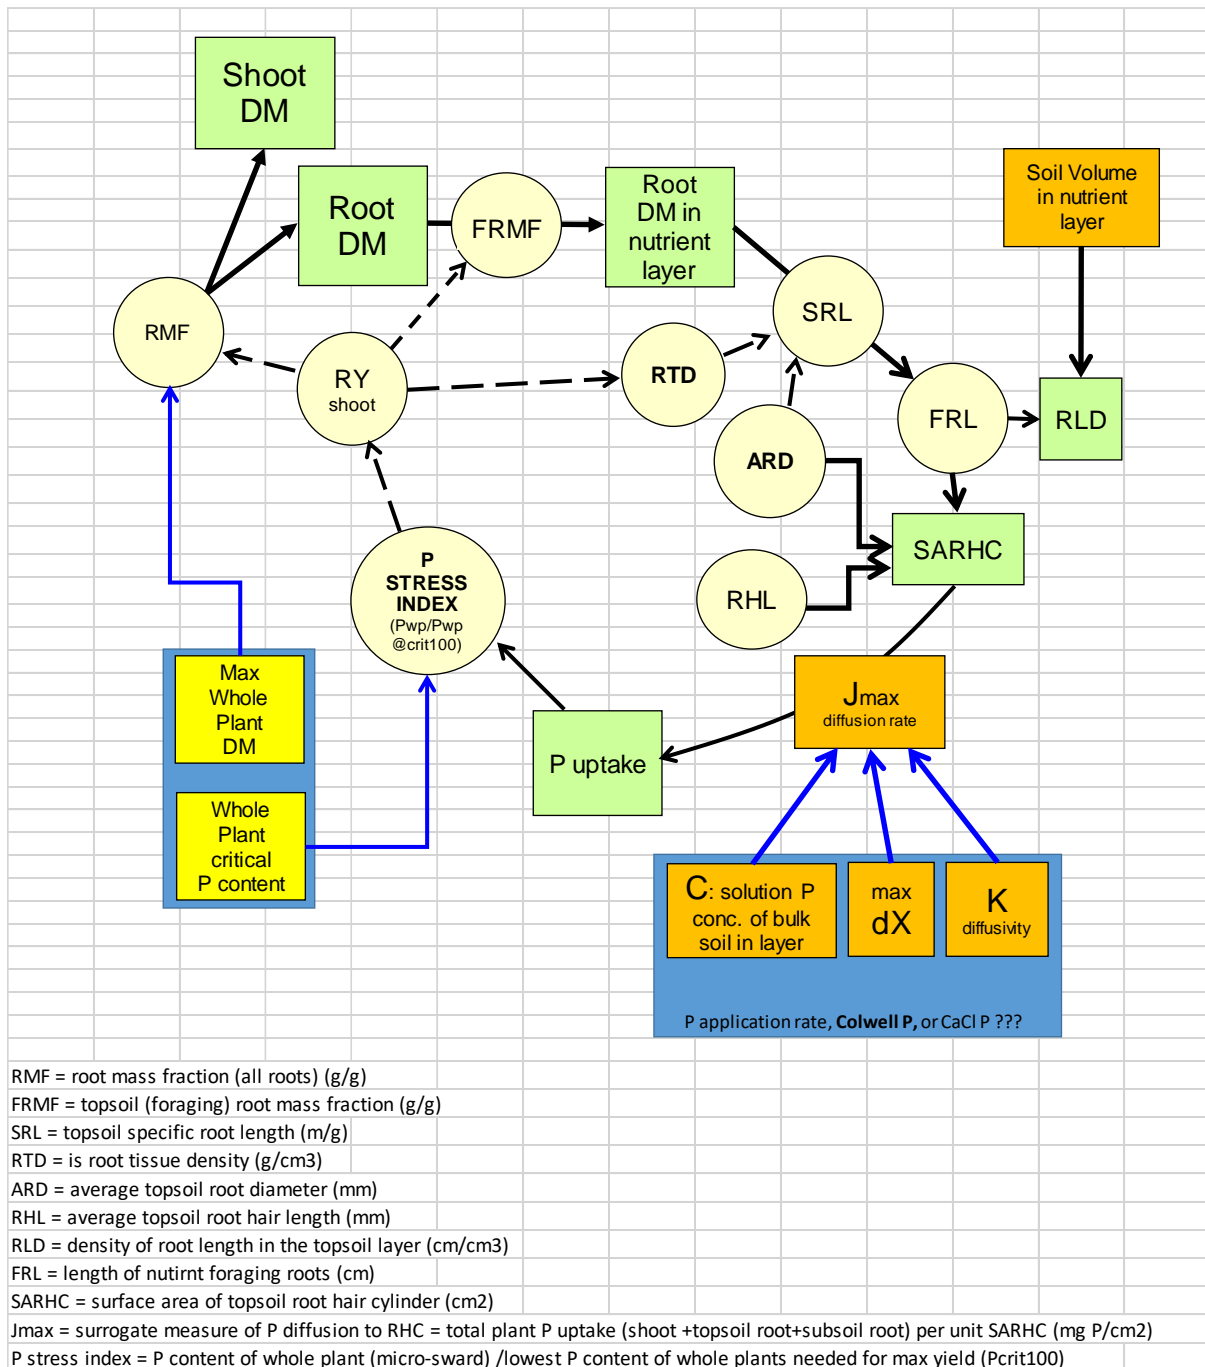 Shoot
DM
Root
DM
FRMF
Root
DM in
nutrient
layer
Soil Volume
in nutrient
layer
RMF
RY
shoot
RTD
SRL
ARD
FRL
RLD
P
STRESS
INDEX
(Pwp/Pwp
@crit100)
RHL
SARHC
Max
Whole
Plant
DM
Whole
Plant
critical
P content
P uptake
Jmax
diffusion rate
C: solution P
conc. of bulk
soil in layer
max
dX
K
diffusivity
P application rate, Colwell P, or CaCl P ???
RMF = root mass fraction (all roots) (g/g)
FRMF = topsoil (foraging) root mass fraction (g/g)
SRL = topsoil specific root length (m/g)
RTD = is root tissue density (g/cm3)
ARD = average topsoil root diameter (mm)
RHL = average topsoil root hair length (mm)
RLD = density of root length in the topsoil layer (cm/cm3)
FRL = length of nutirnt foraging roots (cm)
SARHC = surface area of topsoil root hair cylinder (cm2)
Jmax = surrogate measure of P diffusion to RHC = total plant P uptake (shoot +topsoil root+subsoil root) per unit SARHC (mg P/cm2)
P stress index = P content of whole plant (micro-sward) /lowest P content of whole plants needed for max yield (Pcrit100)